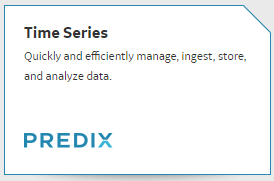 Time Series
Quickly and efficiently manage, ingest, store,
and analyze data.
PREDIX